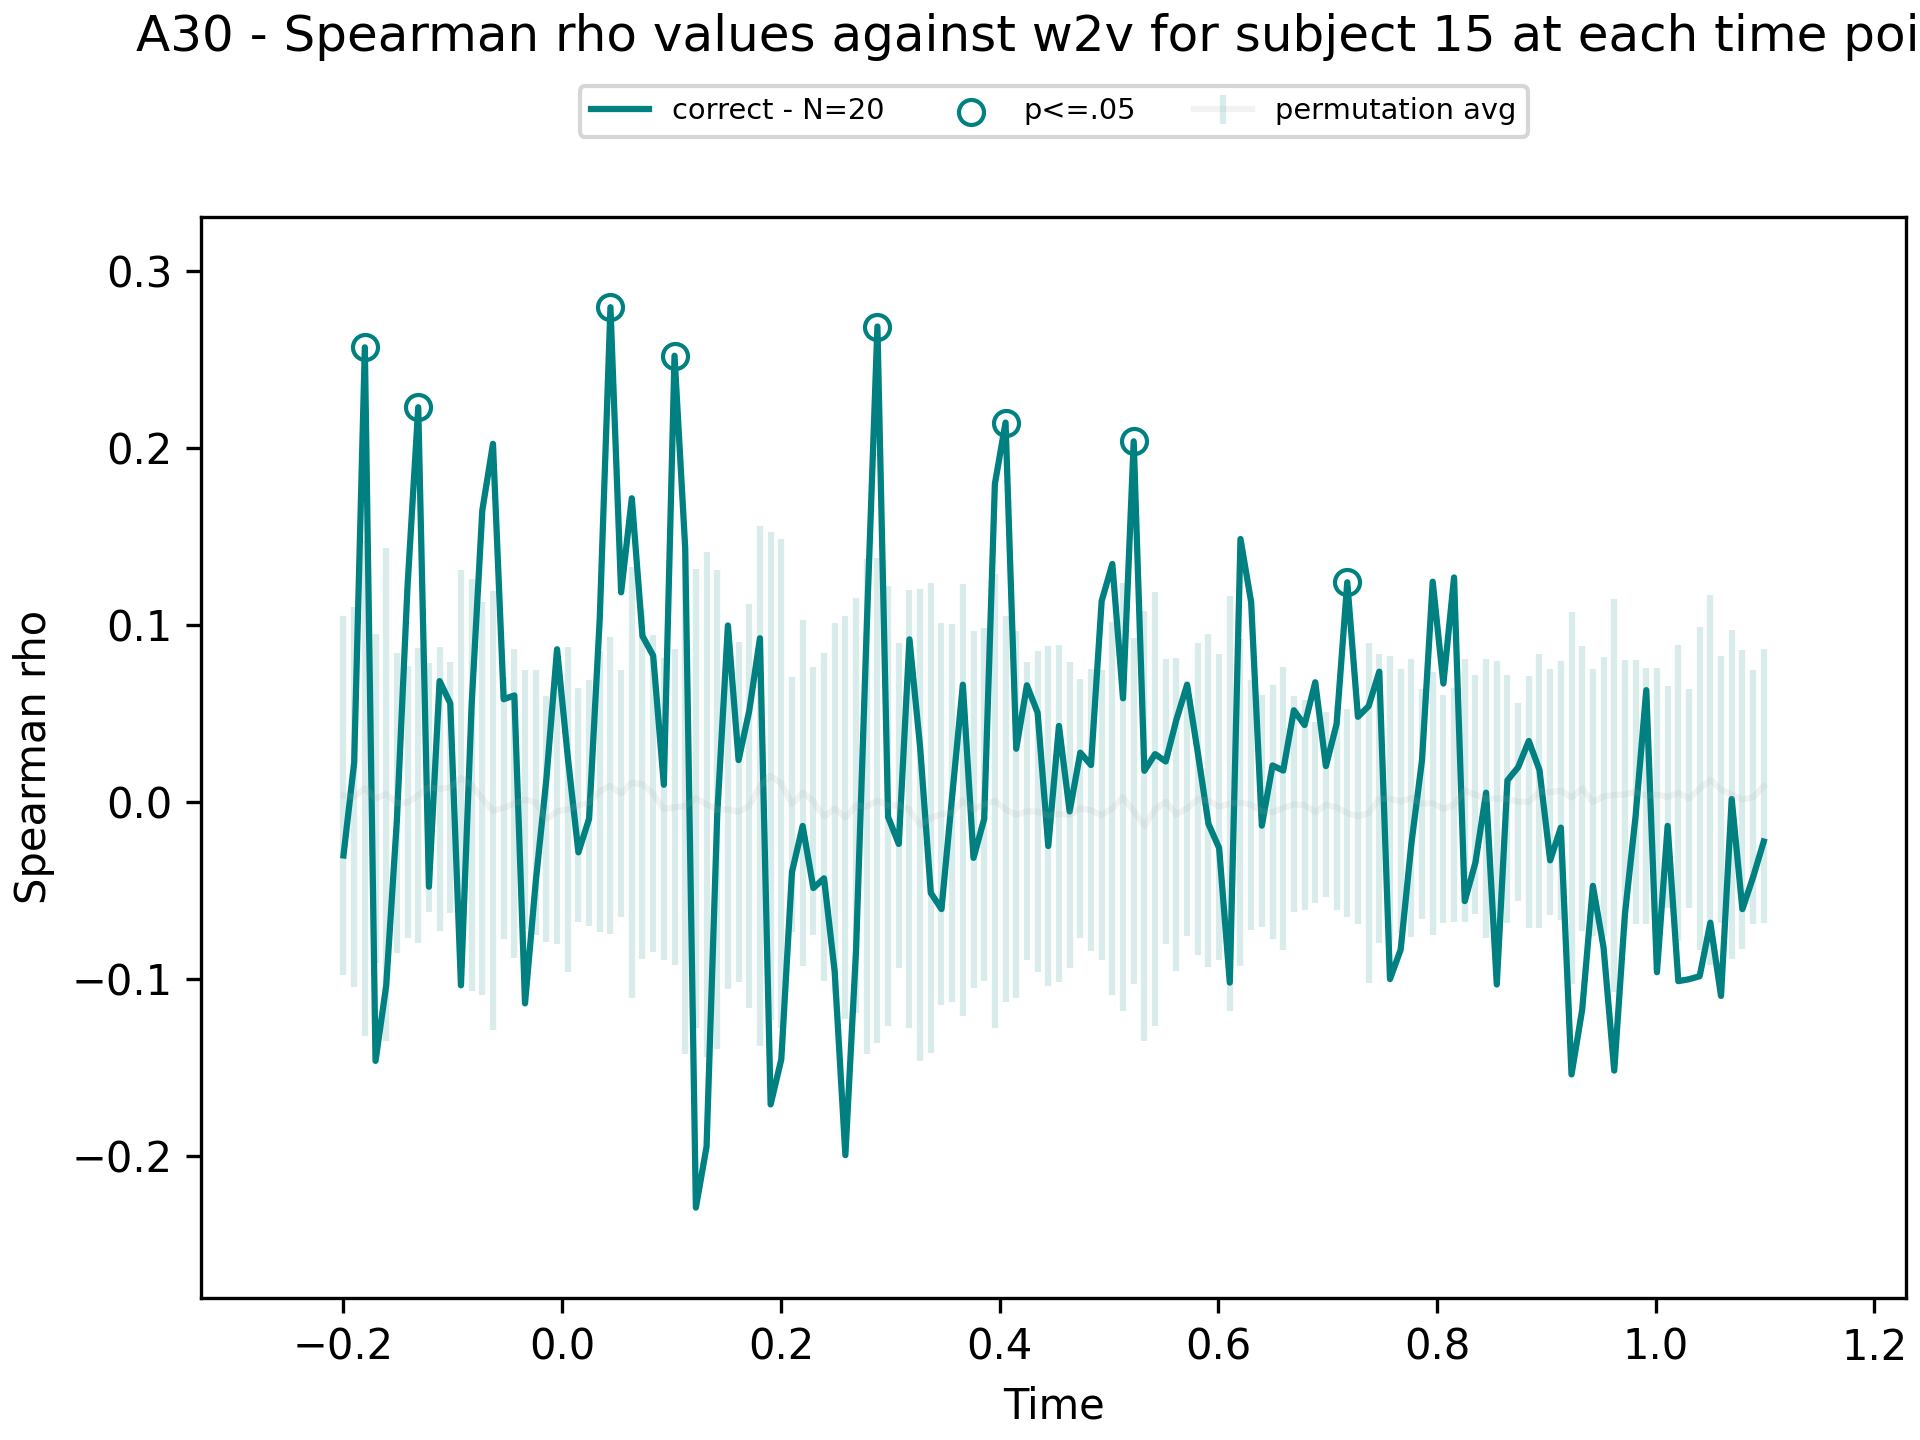 A30 - Spearman rho values against w2v for subject 15 at each time poi
correct - N=20
p<=.05
permutation avg
0.3
0.2
0.1
0.0
−0.1
−0.2
Spearman rho
−0.2
0.0
0.2
0.4
0.6
0.8
1.0
1.2
Time